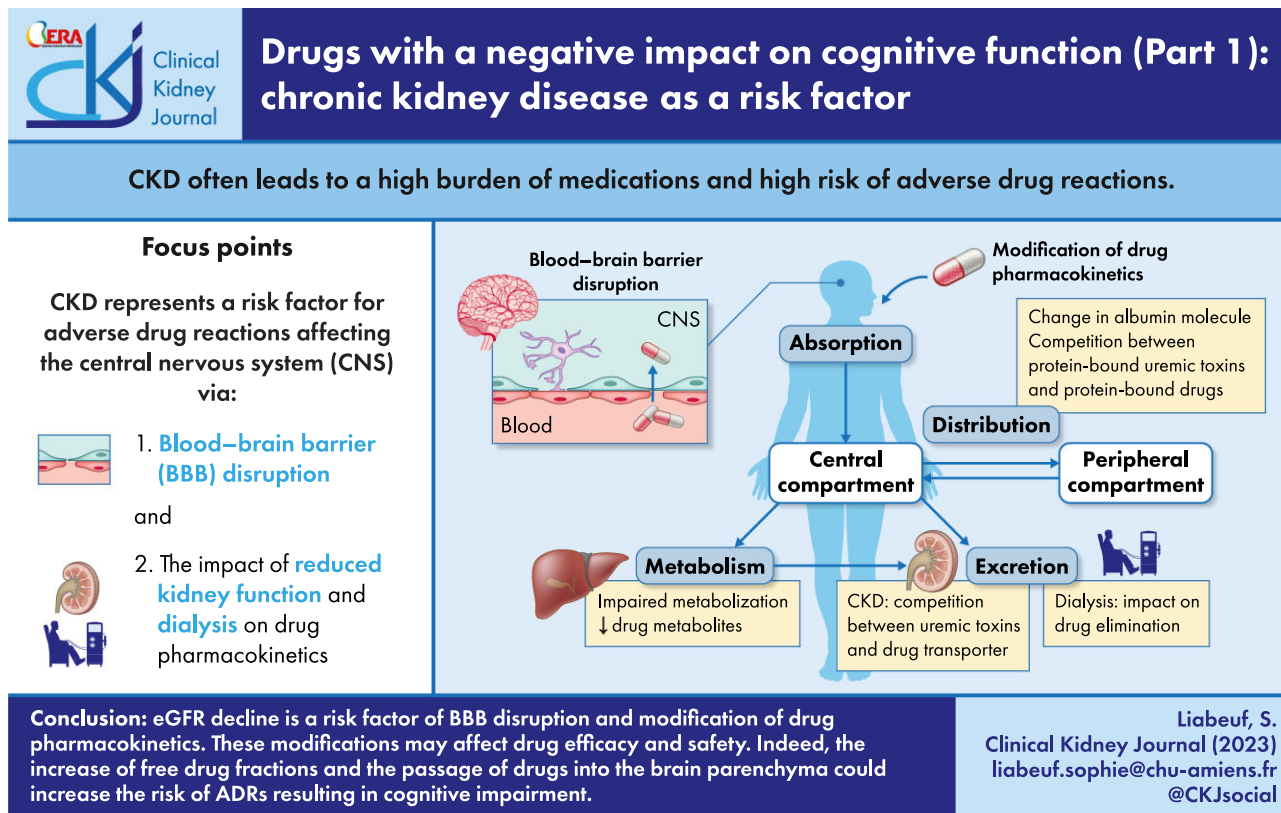 ERA
CKJ
Clinical
Kidney
Journal
Drugs with a negative impact on cognitive function (Part 1):
chronic kidney disease as a risk factor
CKD often leads to a high burden of medications and high risk of adverse drug reactions.
Focus points
CKD represents a risk factor for
adverse drug reactions affecting
the central nervous system (CNS)
via:
1. Blood–brain barrier
(BBB) disruption
and
2. The impact of reduced
kidney function and
dialysis on drug
pharmacokinetics
Blood–brain barrier
disruption
CNS
Blood
Modification of drug
pharmacokinetics
Absorption
Change in albumin molecule
Competition between
protein-bound uremic toxins
and protein-bound drugs
Distribution
Central
compartment
Peripheral
compartment
Metabolism
Impaired metabolization
↓ drug metabolites
Excretion
CKD: competition
between uremic toxins
and drug transporter
Dialysis: impact on
drug elimination
Conclusion: eGFR decline is a risk factor of BBB disruption and modification of drug
pharmacokinetics. These modifications may affect drug efficacy and safety. Indeed, the
increase of free drug fractions and the passage of drugs into the brain parenchyma could
increase the risk of ADRs resulting in cognitive impairment.
Liabeuf, S.
Clinical Kidney Journal (2023)
liabeuf.sophie@chu-amiens.fr
@CKJsocial